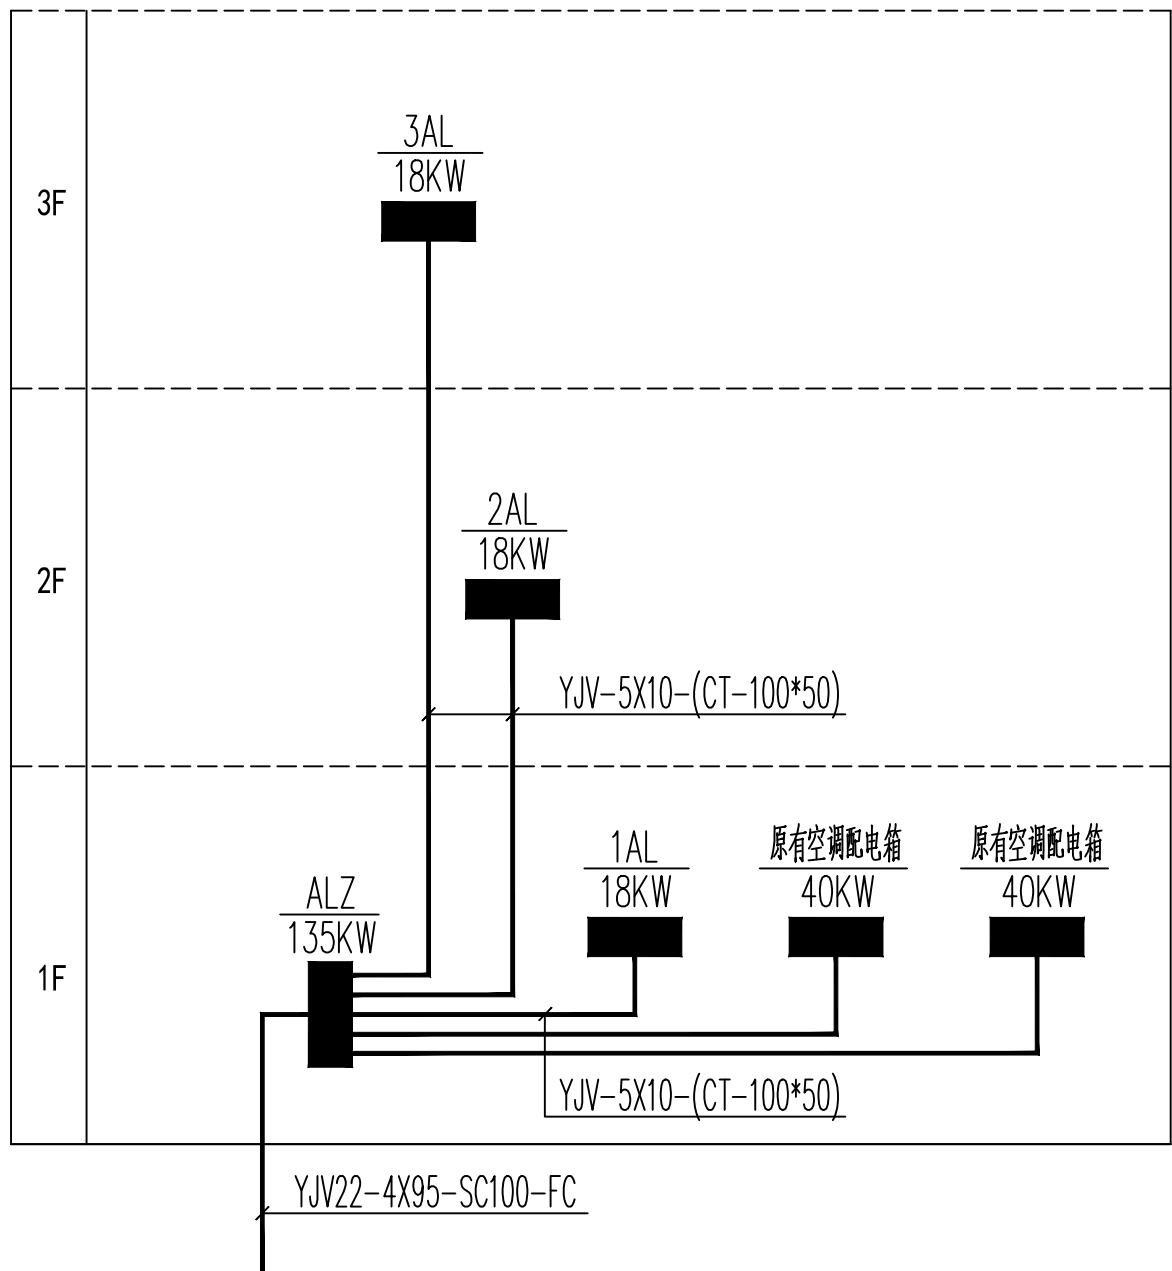 3F
3AL
18KW
2F
2AL
18KW
YJV-5X10-(CT-100*50)
1F
ALZ
135KW
1AL
18KW
原有空调配电箱
40KW
原有空调配电箱
40KW
YJV-5X10-(CT-100*50)
YJV22-4X95-SC100-FC